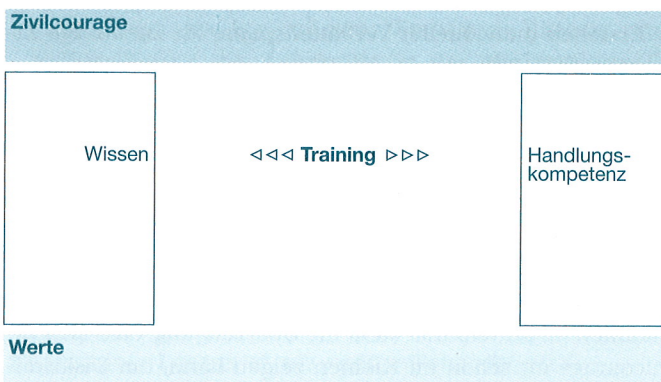 Zivilcourage
Wissen
◁◁◁ Training ▷▷▷
Handlungs-
kompetenz
Werte